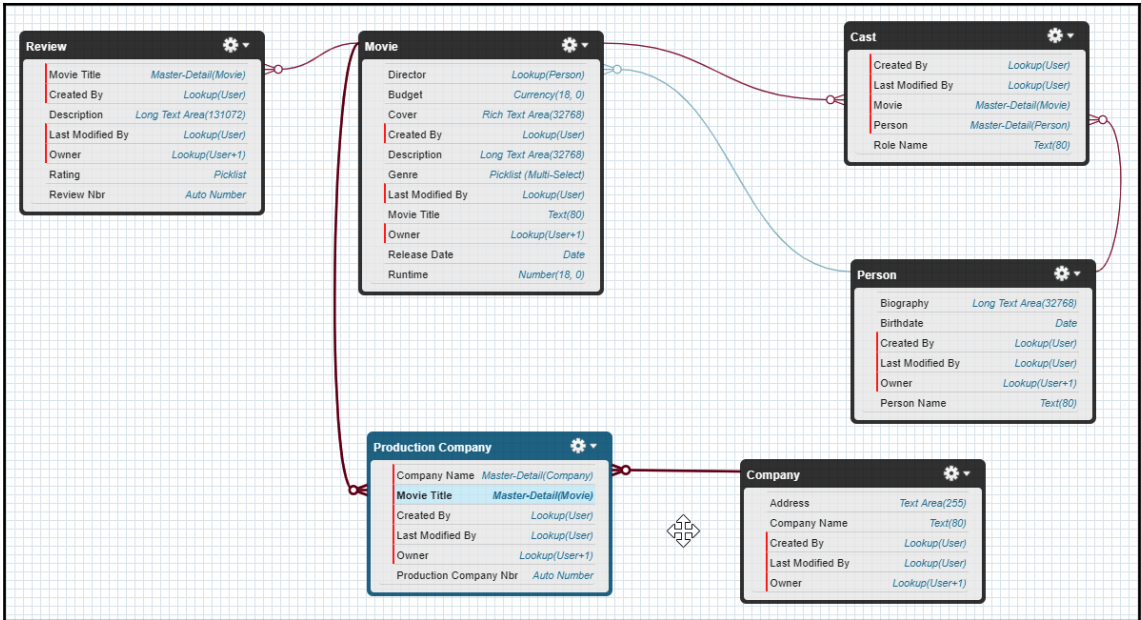 Review
Movie Title Master-Detail(Movie)
Created By Lookup(User)
Description Long Text Area(131072)
Last Modified By Lookup(User)
Owner Lookup(User+1)
Rating Picklist
Review Nbr Auto Number
Movie
Director Lookup(Person)
Budget Currency(18, 0)
Cover Rich Text Area(32768)
Created By Lookup(User)
Description Long Text Area(32768)
Genre Picklist (Multi-Select)
Last Modified By Lookup(User)
Movie Title Text(80)
Owner Lookup(User+1)
Release Date Date
Runtime Number(18, 0)
Cast
Created By Lookup(User)
Last Modified By Lookup(User)
Movie Master-Detail(Movie)
Person Master-Detail(Person)
Role Name Text(80)
Person
Biography Long Text Area(32768)
Birthdate Date
Created By Lookup(User)
Last Modified By Lookup(User)
Owner Lookup(User+1)
Person Name Text(80)
Production Company
Company Name Master-Detail(Company)
Movie Title Master-Detail(Movie)
Created By Lookup(User)
Last Modified By Lookup(User)
Owner Lookup(User+1)
Production Company Nbr Auto Number
Company
Address Text Area(255)
Company Name Text(80)
Created By Lookup(User)
Last Modified By Lookup(User)
Owner Lookup(User+1)